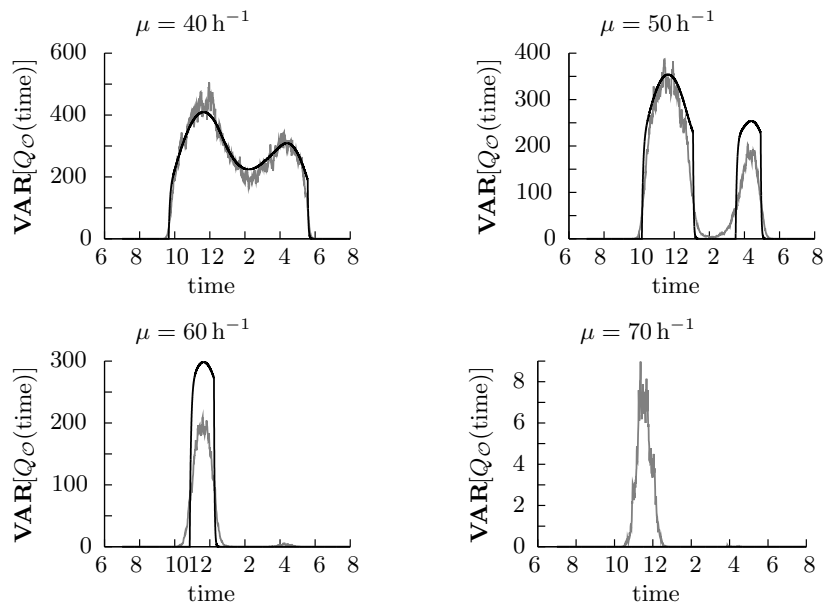 μ = 40 h⁻¹
600
400
200
0
VAR[Q𝒪(time)]
6 8 10 12 2 4 6 8
time
μ = 50 h⁻¹
400
300
200
100
0
VAR[Q𝒪(time)]
6 8 10 12 2 4 6 8
time
μ = 60 h⁻¹
300
200
100
0
VAR[Q𝒪(time)]
6 8 10 12 2 4 6 8
time
μ = 70 h⁻¹
8
6
4
2
0
VAR[Q𝒪(time)]
6 8 10 12 2 4 6 8
time